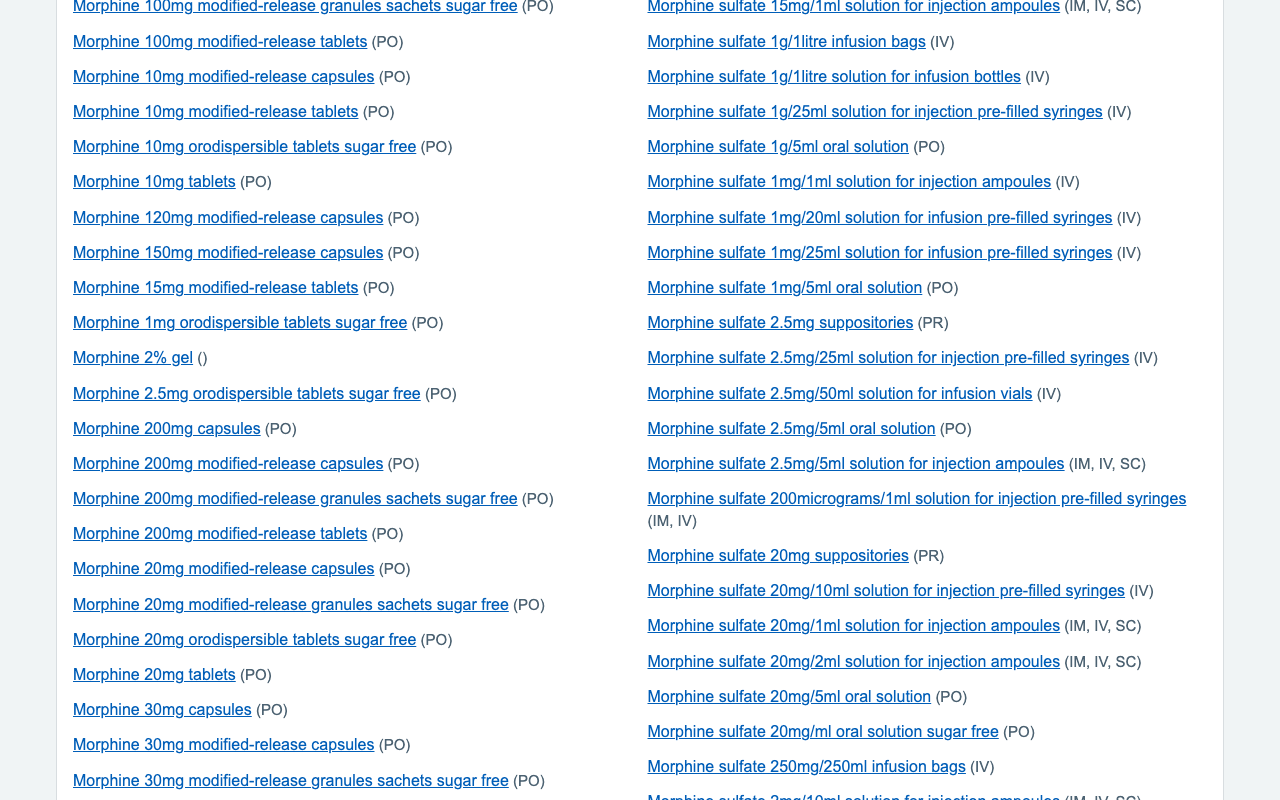 Morphine 100mg modified-release granules sachets sugar free (PO)
Morphine 100mg modified-release tablets (PO)
Morphine 10mg modified-release capsules (PO)
Morphine 10mg modified-release tablets (PO)
Morphine 10mg orodispersible tablets sugar free (PO)
Morphine 10mg tablets (PO)
Morphine 120mg modified-release capsules (PO)
Morphine 150mg modified-release capsules (PO)
Morphine 15mg modified-release tablets (PO)
Morphine 1mg orodispersible tablets sugar free (PO)
Morphine 2% gel ()
Morphine 2.5mg orodispersible tablets sugar free (PO)
Morphine 200mg capsules (PO)
Morphine 200mg modified-release capsules (PO)
Morphine 200mg modified-release granules sachets sugar free (PO)
Morphine 200mg modified-release tablets (PO)
Morphine 20mg modified-release capsules (PO)
Morphine 20mg modified-release granules sachets sugar free (PO)
Morphine 20mg orodispersible tablets sugar free (PO)
Morphine 20mg tablets (PO)
Morphine 30mg capsules (PO)
Morphine 30mg modified-release capsules (PO)
Morphine 30mg modified-release granules sachets sugar free (PO)
Morphine sulfate 15mg/1ml solution for injection ampoules (IM, IV, SC)
Morphine sulfate 1g/1litre infusion bags (IV)
Morphine sulfate 1g/1litre solution for infusion bottles (IV)
Morphine sulfate 1g/25ml solution for injection pre-filled syringes (IV)
Morphine sulfate 1g/5ml oral solution (PO)
Morphine sulfate 1mg/1ml solution for injection ampoules (IV)
Morphine sulfate 1mg/20ml solution for infusion pre-filled syringes (IV)
Morphine sulfate 1mg/25ml solution for infusion pre-filled syringes (IV)
Morphine sulfate 1mg/5ml oral solution (PO)
Morphine sulfate 2.5mg suppositories (PR)
Morphine sulfate 2.5mg/25ml solution for injection pre-filled syringes (IV)
Morphine sulfate 2.5mg/50ml solution for infusion vials (IV)
Morphine sulfate 2.5mg/5ml oral solution (PO)
Morphine sulfate 2.5mg/5ml solution for injection ampoules (IM, IV, SC)
Morphine sulfate 200micrograms/1ml solution for injection pre-filled syringes
(IM, IV)
Morphine sulfate 20mg suppositories (PR)
Morphine sulfate 20mg/10ml solution for injection pre-filled syringes (IV)
Morphine sulfate 20mg/1ml solution for injection ampoules (IM, IV, SC)
Morphine sulfate 20mg/2ml solution for injection ampoules (IM, IV, SC)
Morphine sulfate 20mg/5ml oral solution (PO)
Morphine sulfate 20mg/ml oral solution sugar free (PO)
Morphine sulfate 250mg/250ml infusion bags (IV)
Morphine sulfate 2mg/10ml solution for injection ampoules (IM, IV, SC)